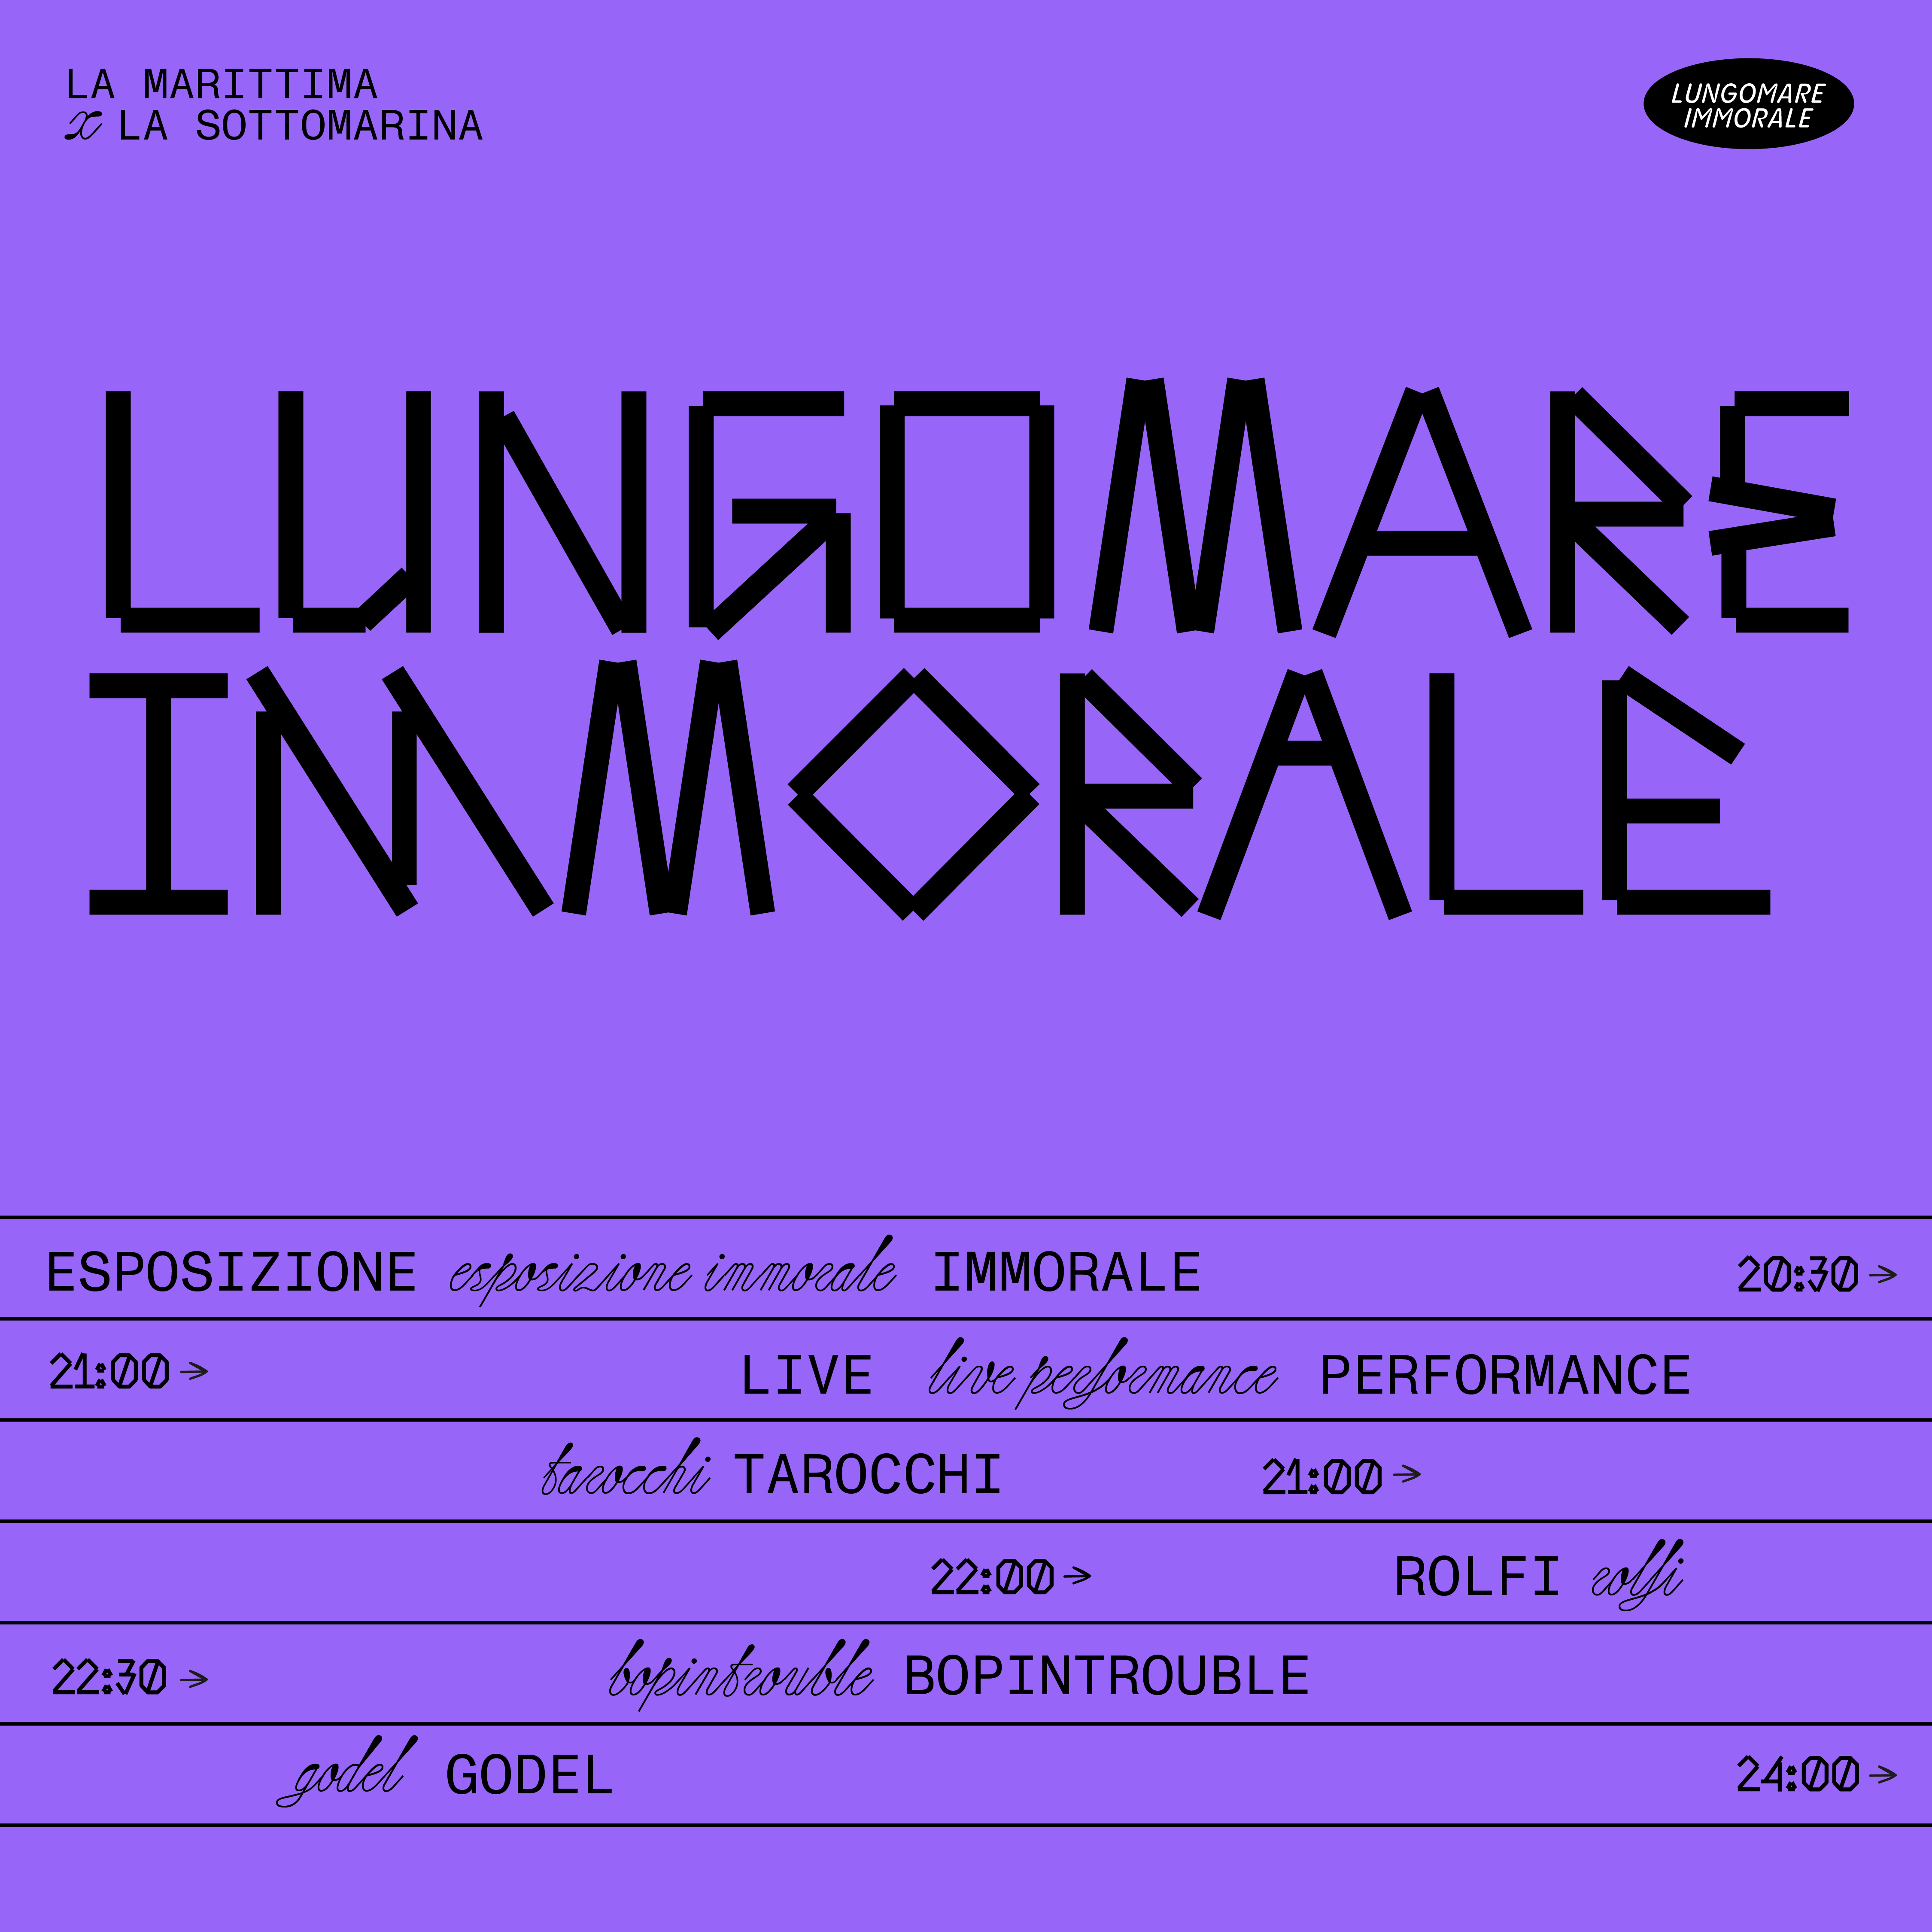 LA MARITTIMA
x LA SOTTOMARINA
LUNGOMARE
IMMORALE
LUNGOMARE
IMMORALE
ESPOSIZIONE esposizione immorale IMMORALE 20:30 →
21:00 → LIVE live performance PERFORMANCE
tarocchi TAROCCHI 21:00 →
22:00 → ROLFI rolfi
22:30 → bopintrouble BOPINTROUBLE
godel GODEL 24:00 →